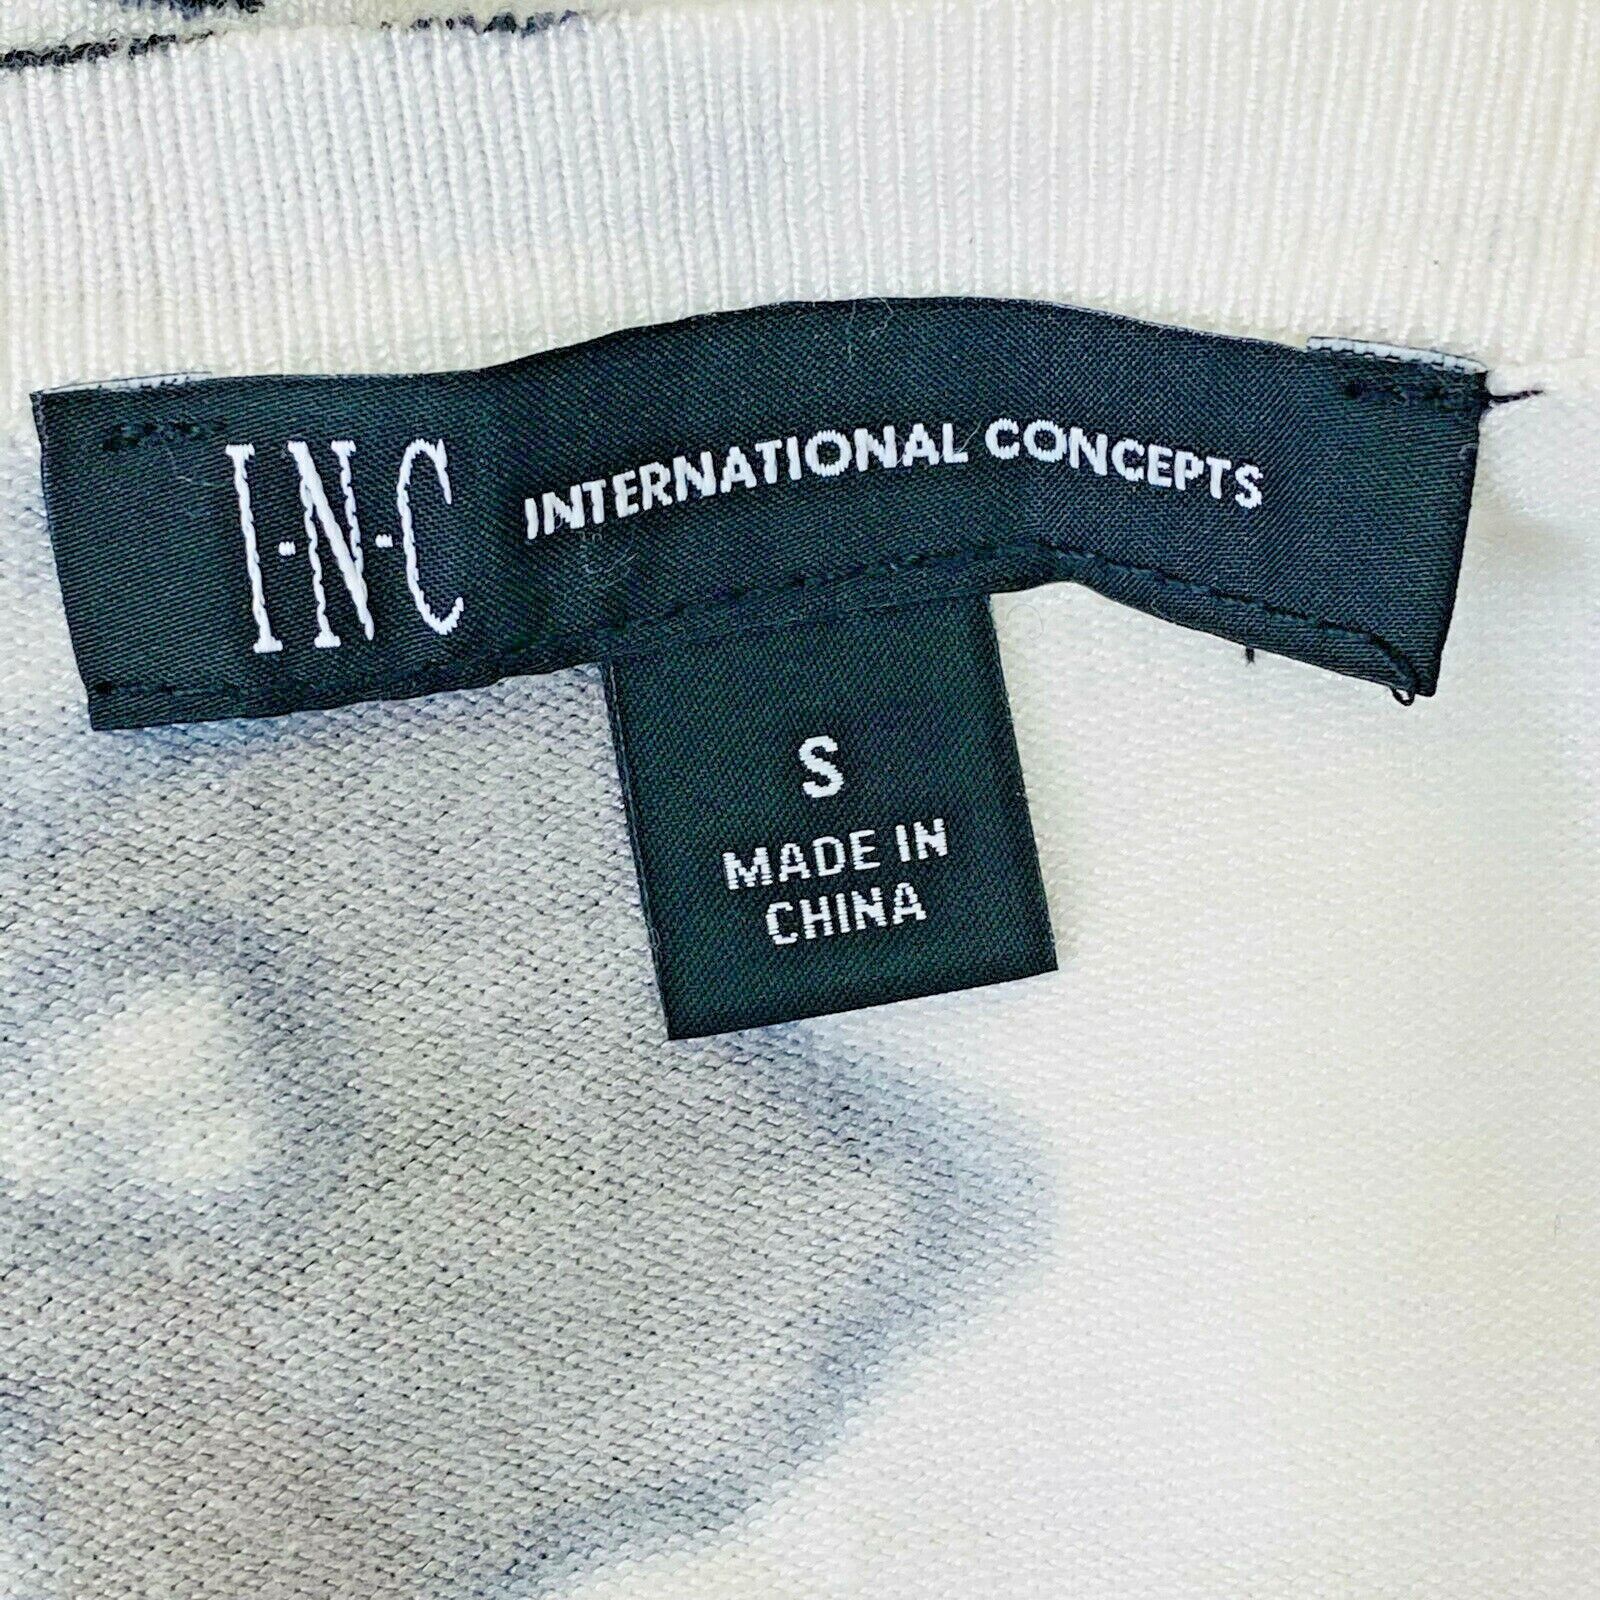 I-N-C INTERNATIONAL CONCEPTS
S
MADE IN
CHINA